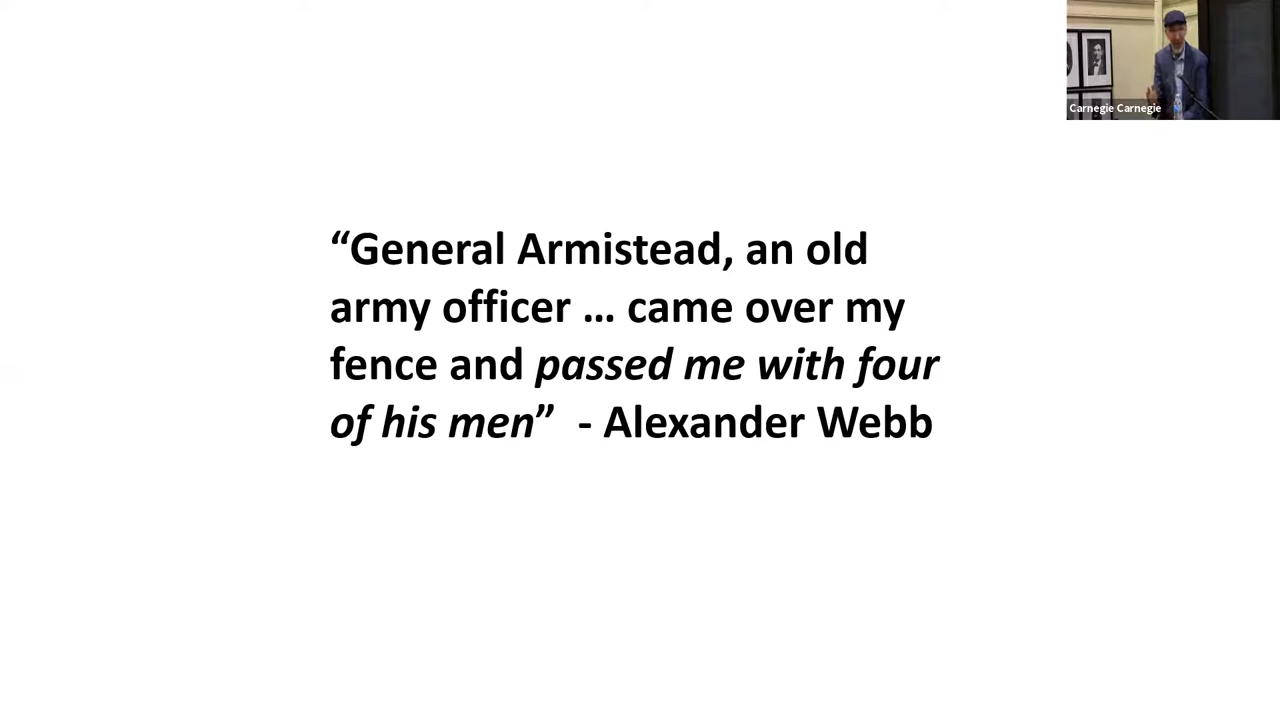 Carnegie Carnegie
“General Armistead, an old
army officer … came over my
fence and passed me with four
of his men”  - Alexander Webb